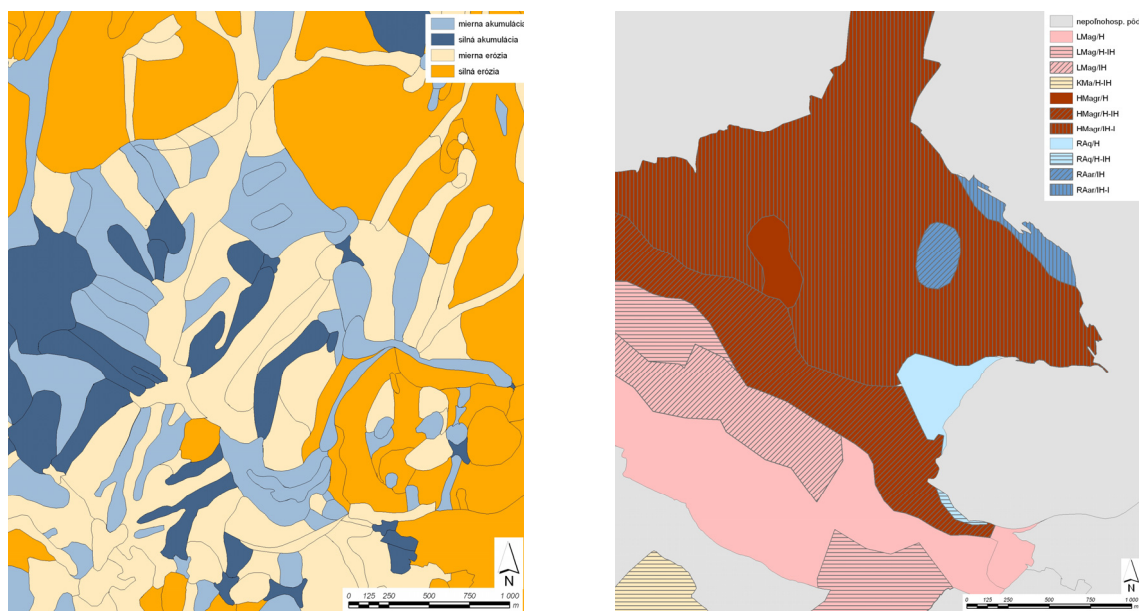 mierna akumulácia
silná akumulácia
mierna erózia
silná erózia
N
0 125 250 500 750 1 000
m
nepoľnohosp. pôd
LMag/H
LMag/H-IH
LMag/IH
KMa/H-IH
HMagr/H
HMagr/H-IH
HMagr/IH-I
RAq/H
RAq/H-IH
RAar/IH
RAar/IH-I
N
0 125 250 500 750 1 000
m